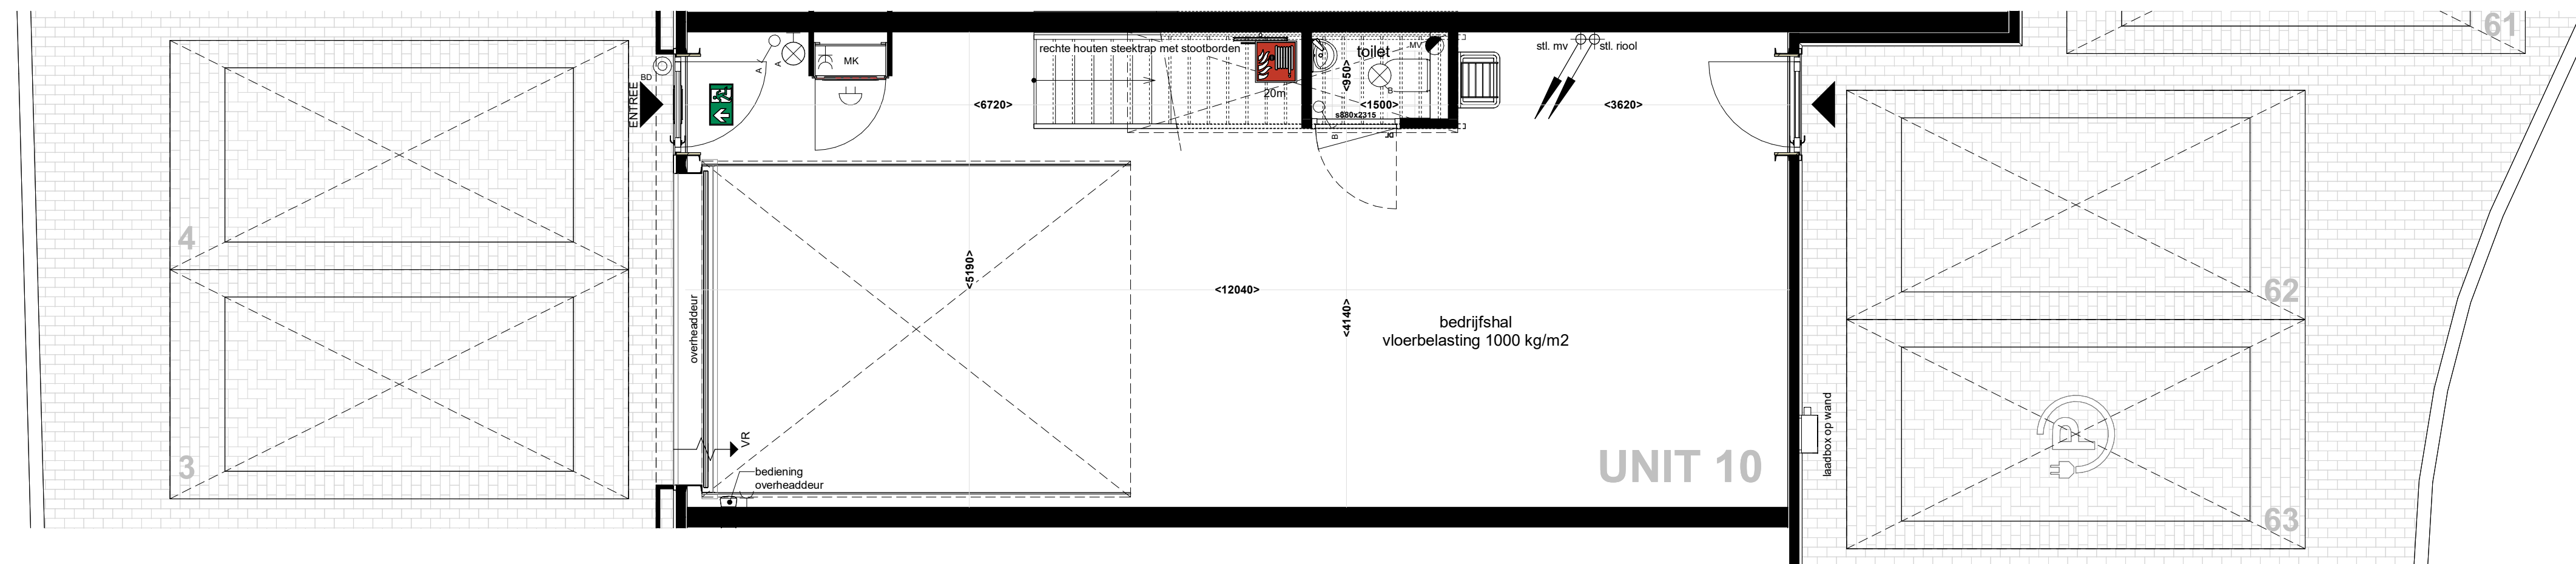 61
rechte houten steektrap met stootborden
toilet
MV
stl. mv
stl. riool
A
A
MK
BD
ENTREE
20m
<950>
B
<6720>
<1500>
<3620>
s880x2315
B
4
<5190>
<12040>
62
overheaddeur
<4140>
bedrijfshal
vloerbelasting 1000 kg/m2
laadbox op wand
P
VR
3
bediening
overheaddeur
UNIT 10
63